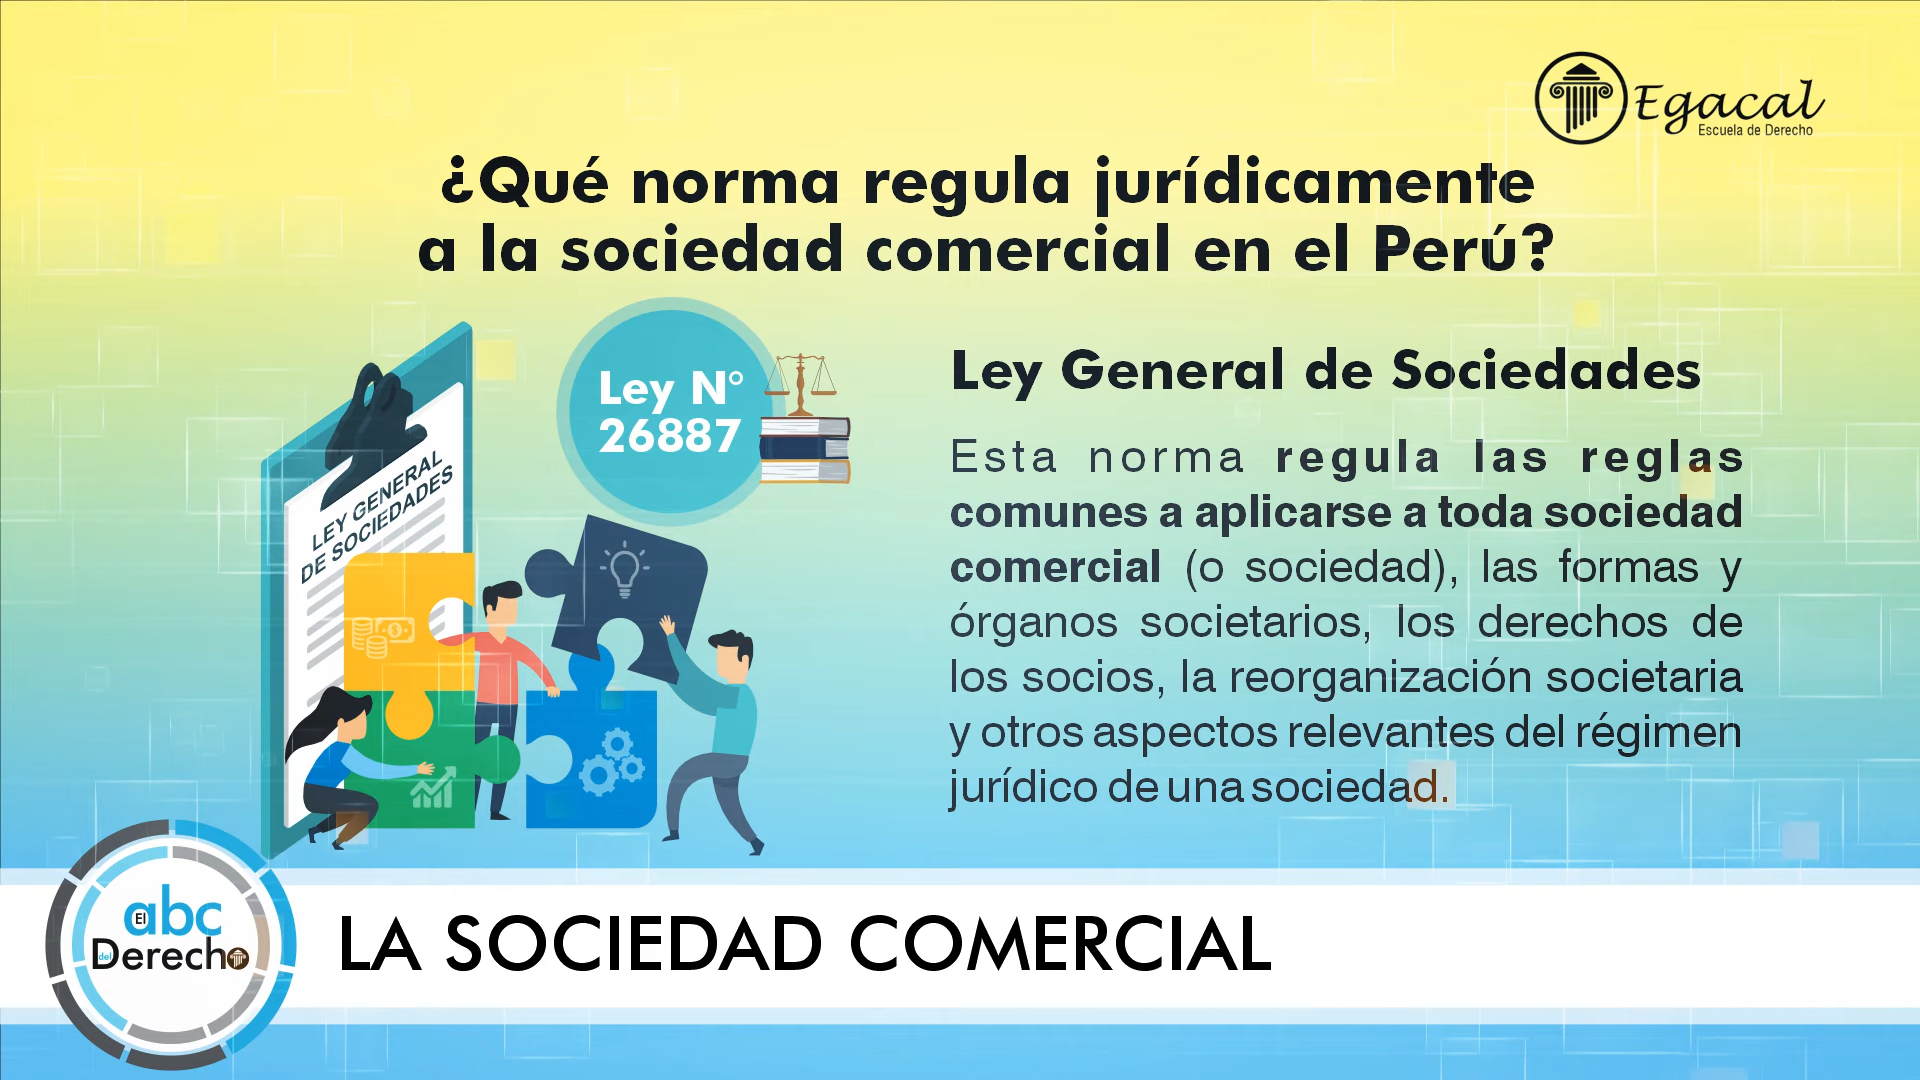 Egacal
Escuela de Derecho
¿Qué norma regula jurídicamente
a la sociedad comercial en el Perú?
Ley N°
26887
LEY GENERAL
DE SOCIEDADES
Ley General de Sociedades
Esta norma regula las reglas
comunes a aplicarse a toda sociedad
comercial (o sociedad), las formas y
órganos societarios, los derechos de
los socios, la reorganización societaria
y otros aspectos relevantes del régimen
jurídico de una sociedad.
El abc
del Derecho
LA SOCIEDAD COMERCIAL